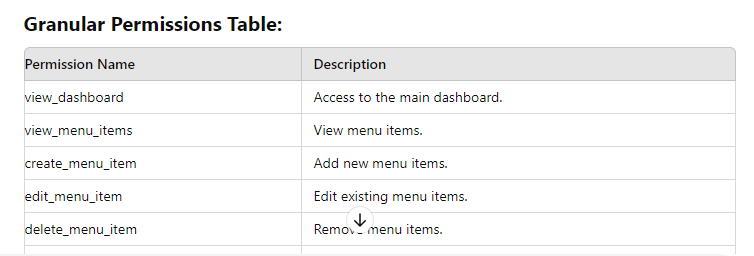 Granular Permissions Table:
Permission Name Description
view_dashboard Access to the main dashboard.
view_menu_items View menu items.
create_menu_item Add new menu items.
edit_menu_item Edit existing menu items.
delete_menu_item Remove menu items.